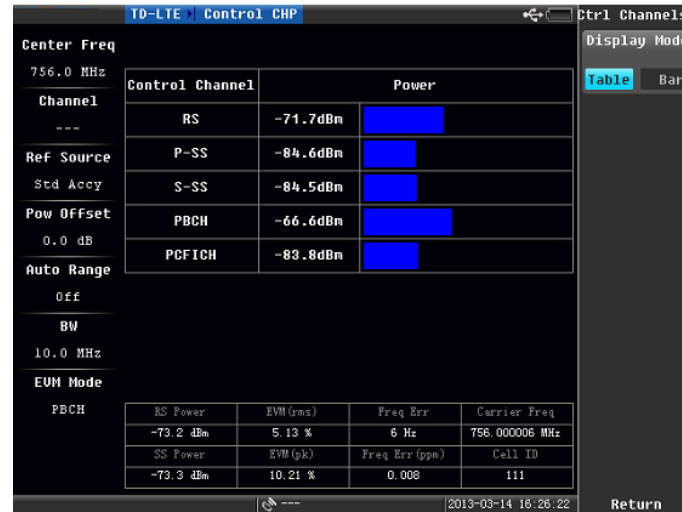 TD-LTE Control CHP
Ctrl Channels
Center Freq
756.0 MHz
Channel
---
Ref Source
Std Accy
Pow Offset
0.0 dB
Auto Range
Off
BW
10.0 MHz
EVM Mode
PBCH
Control Channel Power
RS -71.7dBm
P-SS -84.6dBm
S-SS -84.5dBm
PBCH -66.6dBm
PCFICH -83.8dBm
RS Power EVM(rms) Freq Err Carrier Freq
-73.2 dBm 5.13 % 6 Hz 756.000006 MHz
SS Power EVM(pk) Freq Err(ppm) Cell ID
-73.3 dBm 10.21 % 0.008 111
Display Mod
Table Bar
--- 2013-03-14 16:26:22
Return